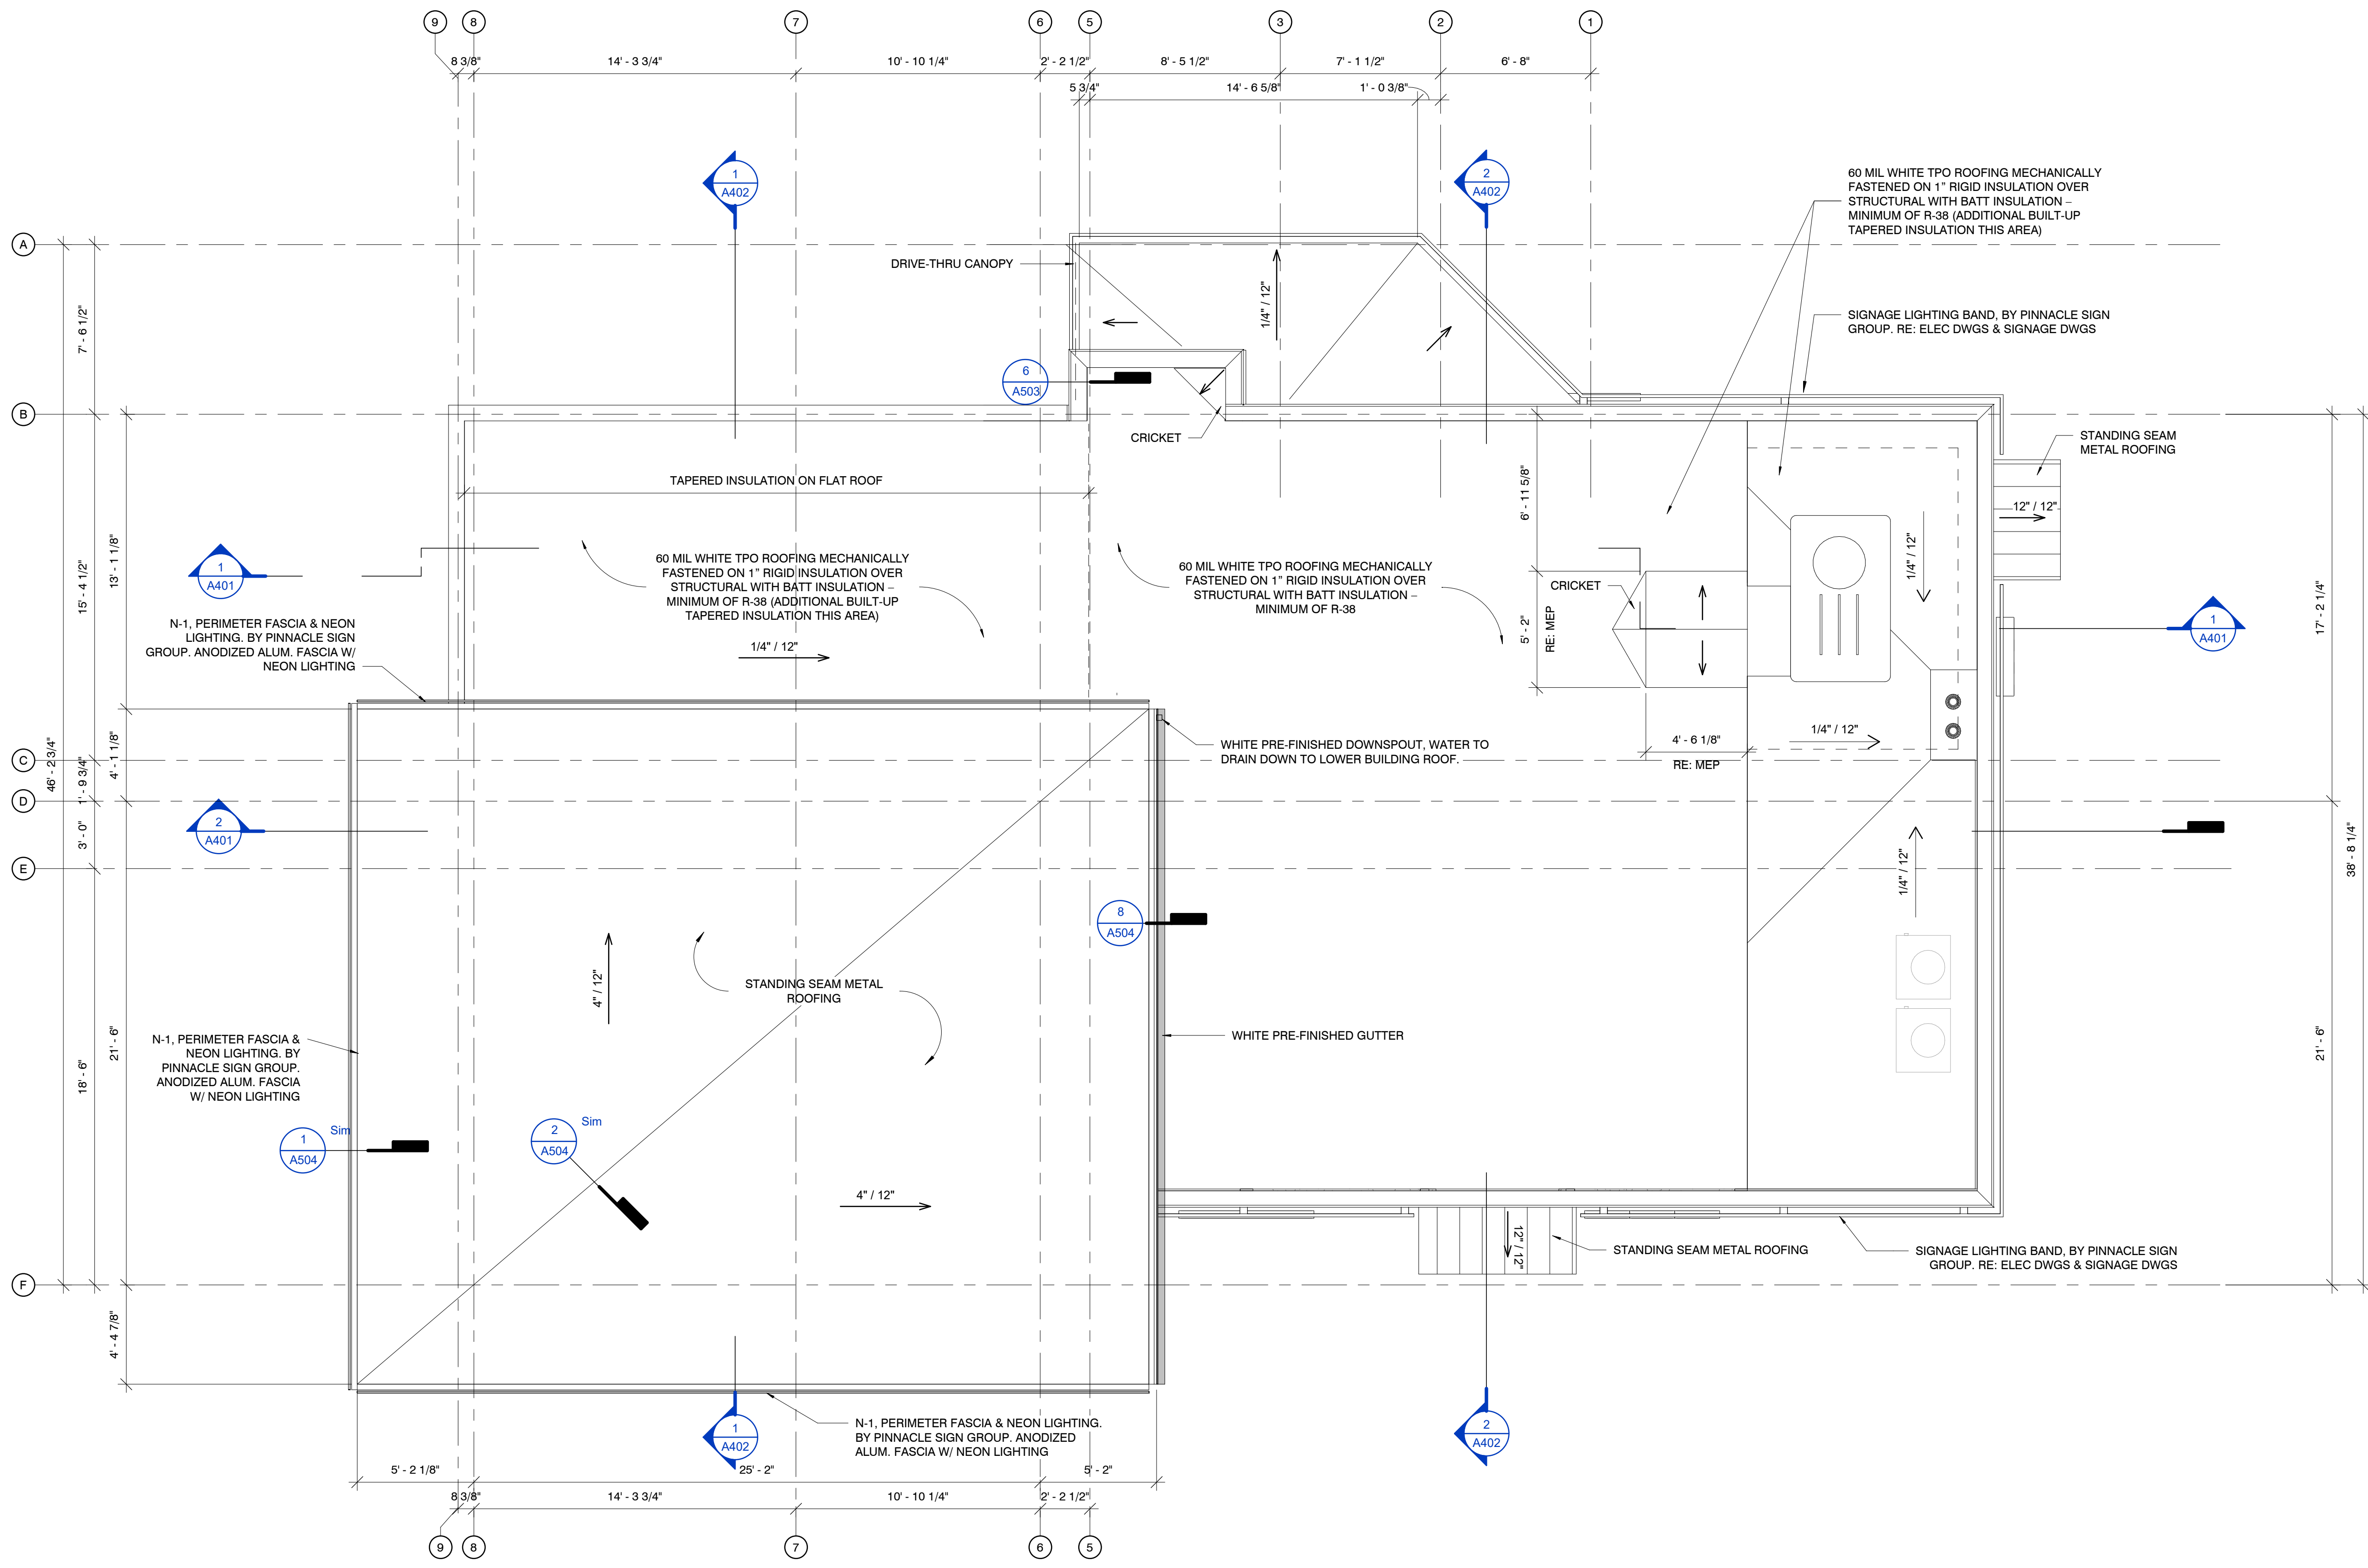 9
8
7
6
5
3
2
1
8 3/8"
14' - 3 3/4"
10' - 10 1/4"
2' - 2 1/2"
8' - 5 1/2"
7' - 1 1/2"
6' - 8"
5 3/4"
14' - 6 5/8"
1' - 0 3/8"
1
A402
2
A402
60 MIL WHITE TPO ROOFING MECHANICALLY
FASTENED ON 1" RIGID INSULATION OVER
STRUCTURAL WITH BATT INSULATION –
MINIMUM OF R-38 (ADDITIONAL BUILT-UP
TAPERED INSULATION THIS AREA)
A
DRIVE-THRU CANOPY
1/4" / 12"
SIGNAGE LIGHTING BAND, BY PINNACLE SIGN
GROUP. RE: ELEC DWGS & SIGNAGE DWGS
7' - 6 1/2"
6
A503
B
CRICKET
STANDING SEAM
METAL ROOFING
TAPERED INSULATION ON FLAT ROOF
6' - 11 5/8"
12" / 12"
13' - 1 1/8"
15' - 4 1/2"
1
A401
60 MIL WHITE TPO ROOFING MECHANICALLY
FASTENED ON 1" RIGID INSULATION OVER
STRUCTURAL WITH BATT INSULATION –
MINIMUM OF R-38 (ADDITIONAL BUILT-UP
TAPERED INSULATION THIS AREA)
60 MIL WHITE TPO ROOFING MECHANICALLY
FASTENED ON 1" RIGID INSULATION OVER
STRUCTURAL WITH BATT INSULATION –
MINIMUM OF R-38
CRICKET
1/4" / 12"
17' - 2 1/4"
N-1, PERIMETER FASCIA & NEON
LIGHTING. BY PINNACLE SIGN
GROUP. ANODIZED ALUM. FASCIA W/
NEON LIGHTING
1/4" / 12"
5' - 2"
RE: MEP
1
A401
WHITE PRE-FINISHED DOWNSPOUT, WATER TO
DRAIN DOWN TO LOWER BUILDING ROOF.
4' - 6 1/8"
RE: MEP
1/4" / 12"
C
46' - 2 3/4"
1' - 9 3/4"
4' - 1 1/8"
D
2
A401
3' - 0"
E
1/4" / 12"
38' - 8 1/4"
8
A504
4" / 12"
STANDING SEAM METAL
ROOFING
WHITE PRE-FINISHED GUTTER
21' - 6"
18' - 6"
21' - 6"
N-1, PERIMETER FASCIA &
NEON LIGHTING. BY
PINNACLE SIGN GROUP.
ANODIZED ALUM. FASCIA
W/ NEON LIGHTING
1
A504
Sim
2
A504
Sim
4" / 12"
12" / 12"
STANDING SEAM METAL ROOFING
SIGNAGE LIGHTING BAND, BY PINNACLE SIGN
GROUP. RE: ELEC DWGS & SIGNAGE DWGS
F
4' - 4 7/8"
1
A402
N-1, PERIMETER FASCIA & NEON LIGHTING.
BY PINNACLE SIGN GROUP. ANODIZED
ALUM. FASCIA W/ NEON LIGHTING
2
A402
5' - 2 1/8"
25' - 2"
5' - 2"
8 3/8"
14' - 3 3/4"
10' - 10 1/4"
2' - 2 1/2"
9
8
7
6
5